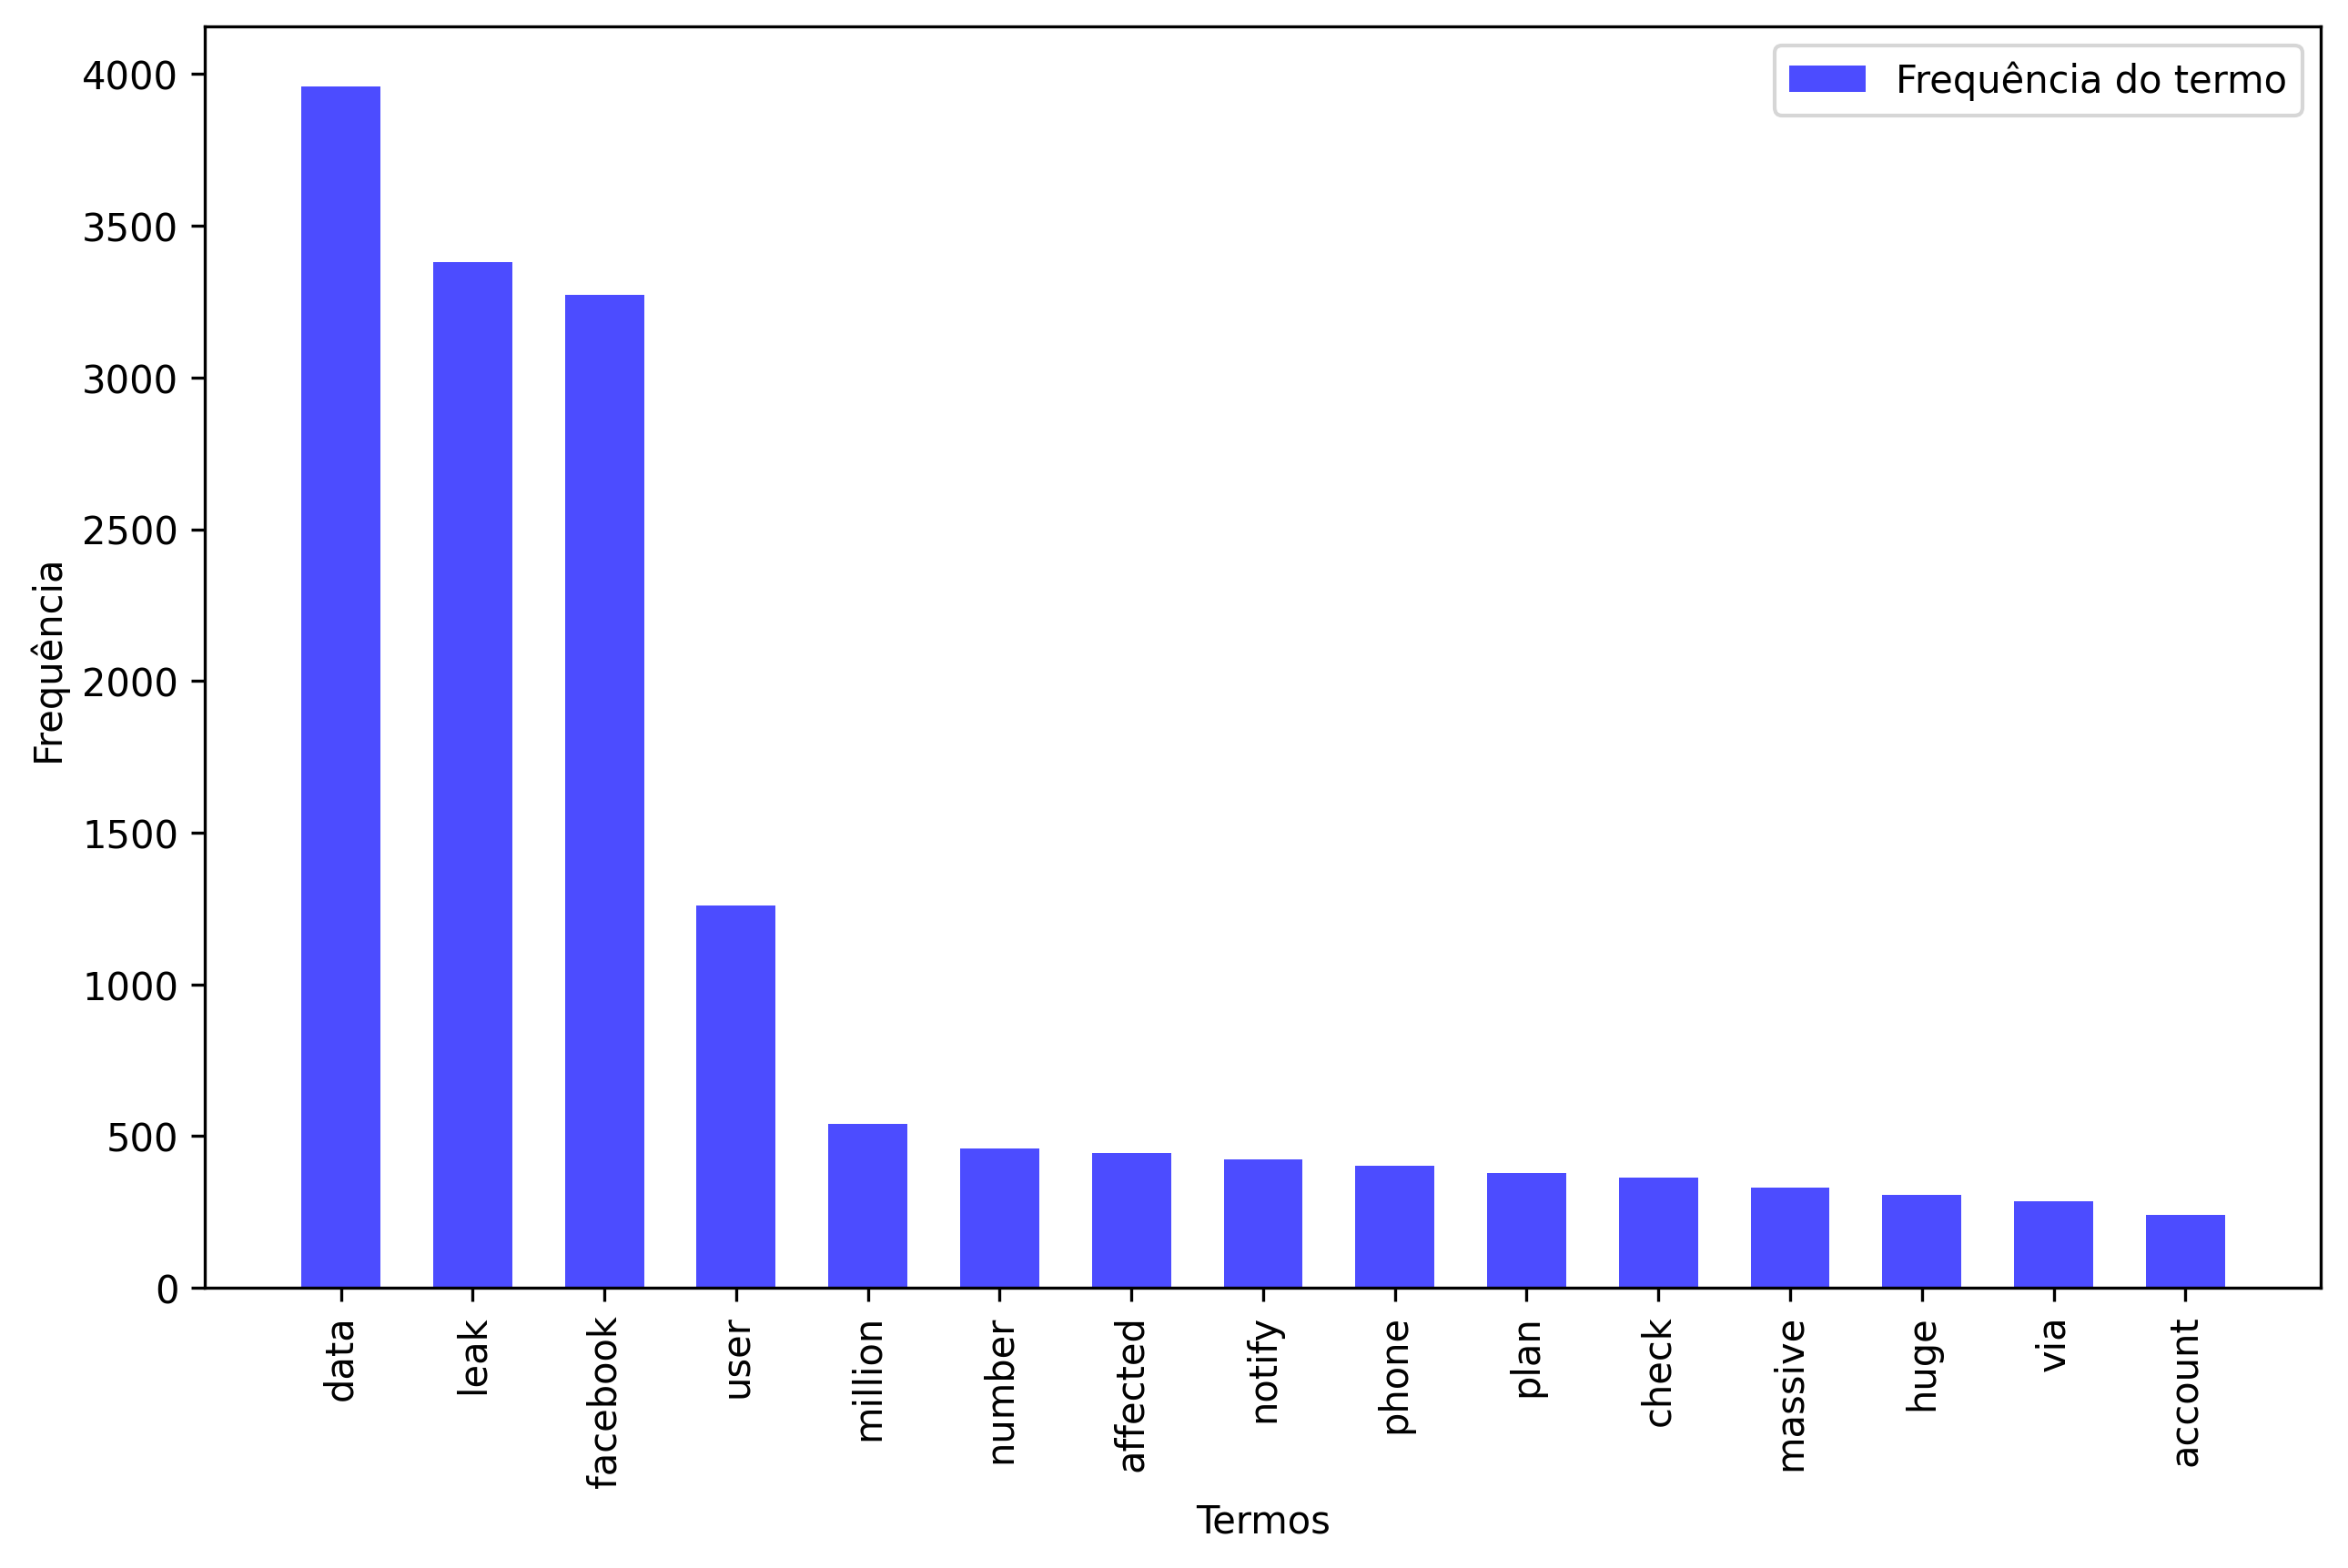 Frequência do termo
Frequência
4000
3500
3000
2500
2000
1500
1000
500
0
data
leak
facebook
user
million
number
affected
notify
phone
plan
check
massive
huge
via
account
Termos